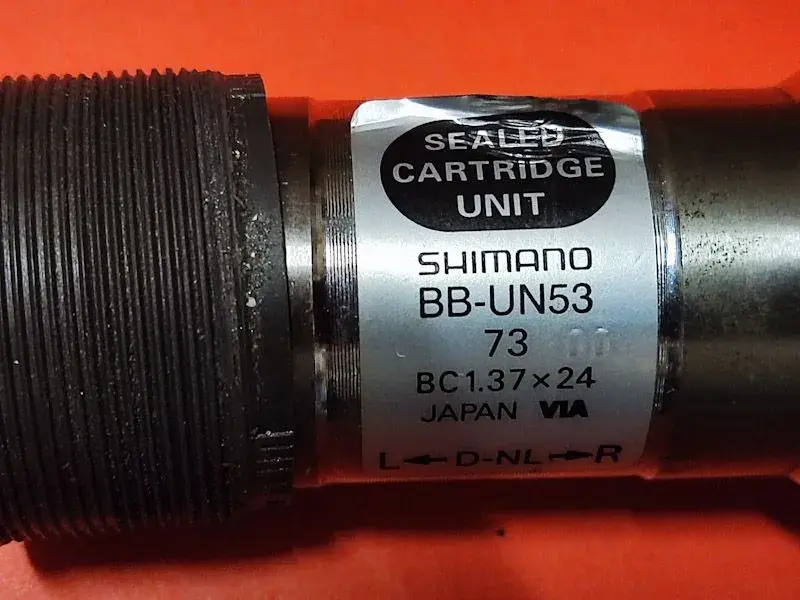 SEALED
CARTRIDGE
UNIT
SHIMANO
BB-UN53
73
BC1.37×24
JAPAN VIA
L←D-NL→R